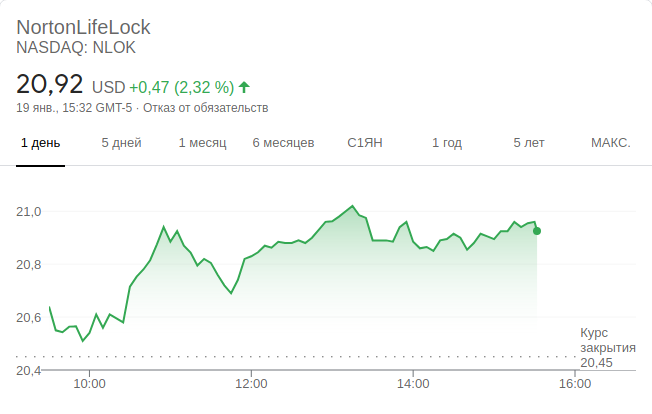 NortonLifeLock
NASDAQ: NLOK
20,92 USD +0,47 (2,32 %)
19 янв., 15:32 GMT-5 · Отказ от обязательств
1 день 5 дней 1 месяц 6 месяцев С1ЯН 1 год 5 лет МАКС.
21,0
20,8
20,6
20,4
Курс
закрытия
20,45
10:00 12:00 14:00 16:00